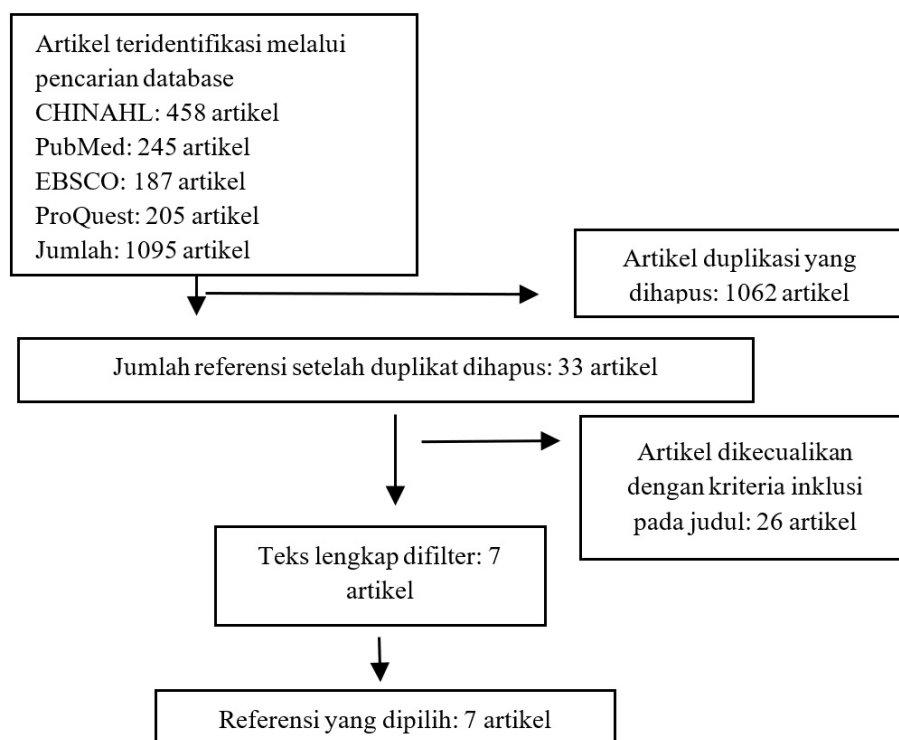 Artikel teridentifikasi melalui
pencarian database
CHINAHL: 458 artikel
PubMed: 245 artikel
EBSCO: 187 artikel
ProQuest: 205 artikel
Jumlah: 1095 artikel
Artikel duplikasi yang
dihapus: 1062 artikel
Jumlah referensi setelah duplikat dihapus: 33 artikel
Artikel dikecualikan
dengan kriteria inklusi
pada judul: 26 artikel
Teks lengkap difilter: 7
artikel
Referensi yang dipilih: 7 artikel